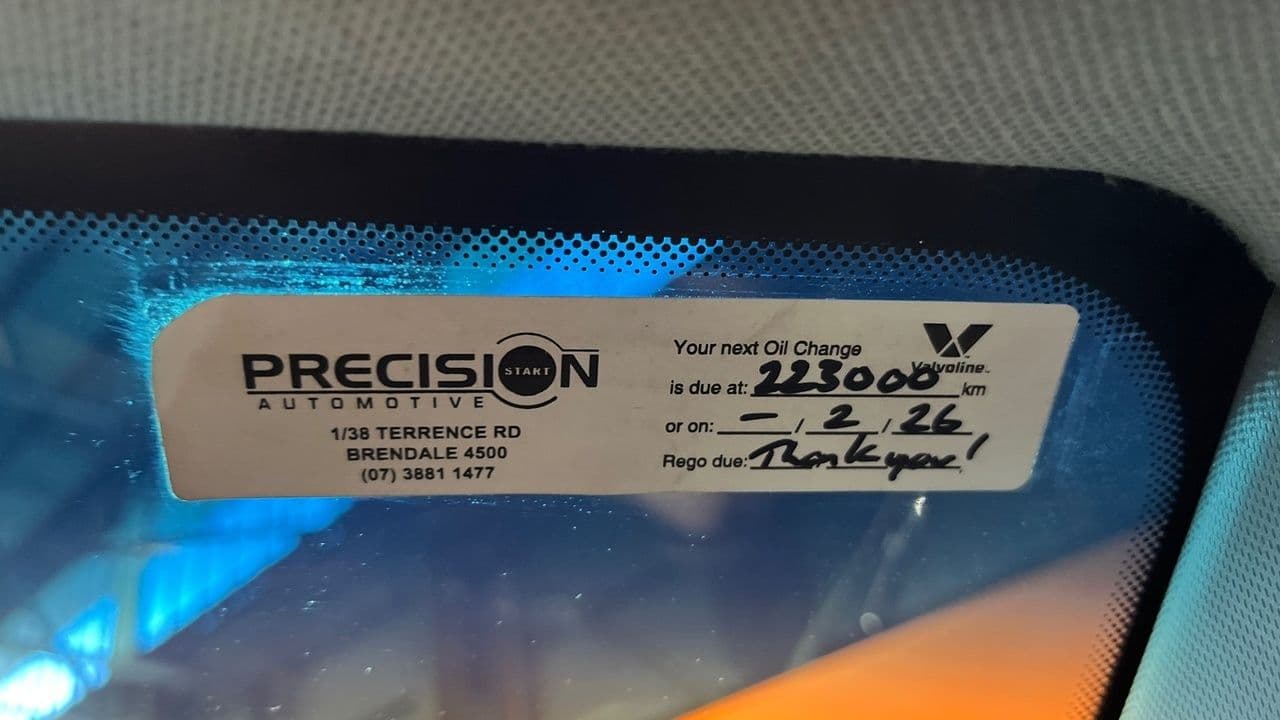 PRECISION
START
AUTOMOTIVE
1/38 TERRENCE RD
BRENDALE 4500
(07) 3881 1477
Valvoline™
Your next Oil Change
is due at: 223000 km
or on: - / 2 / 26
Rego due: Thank you!